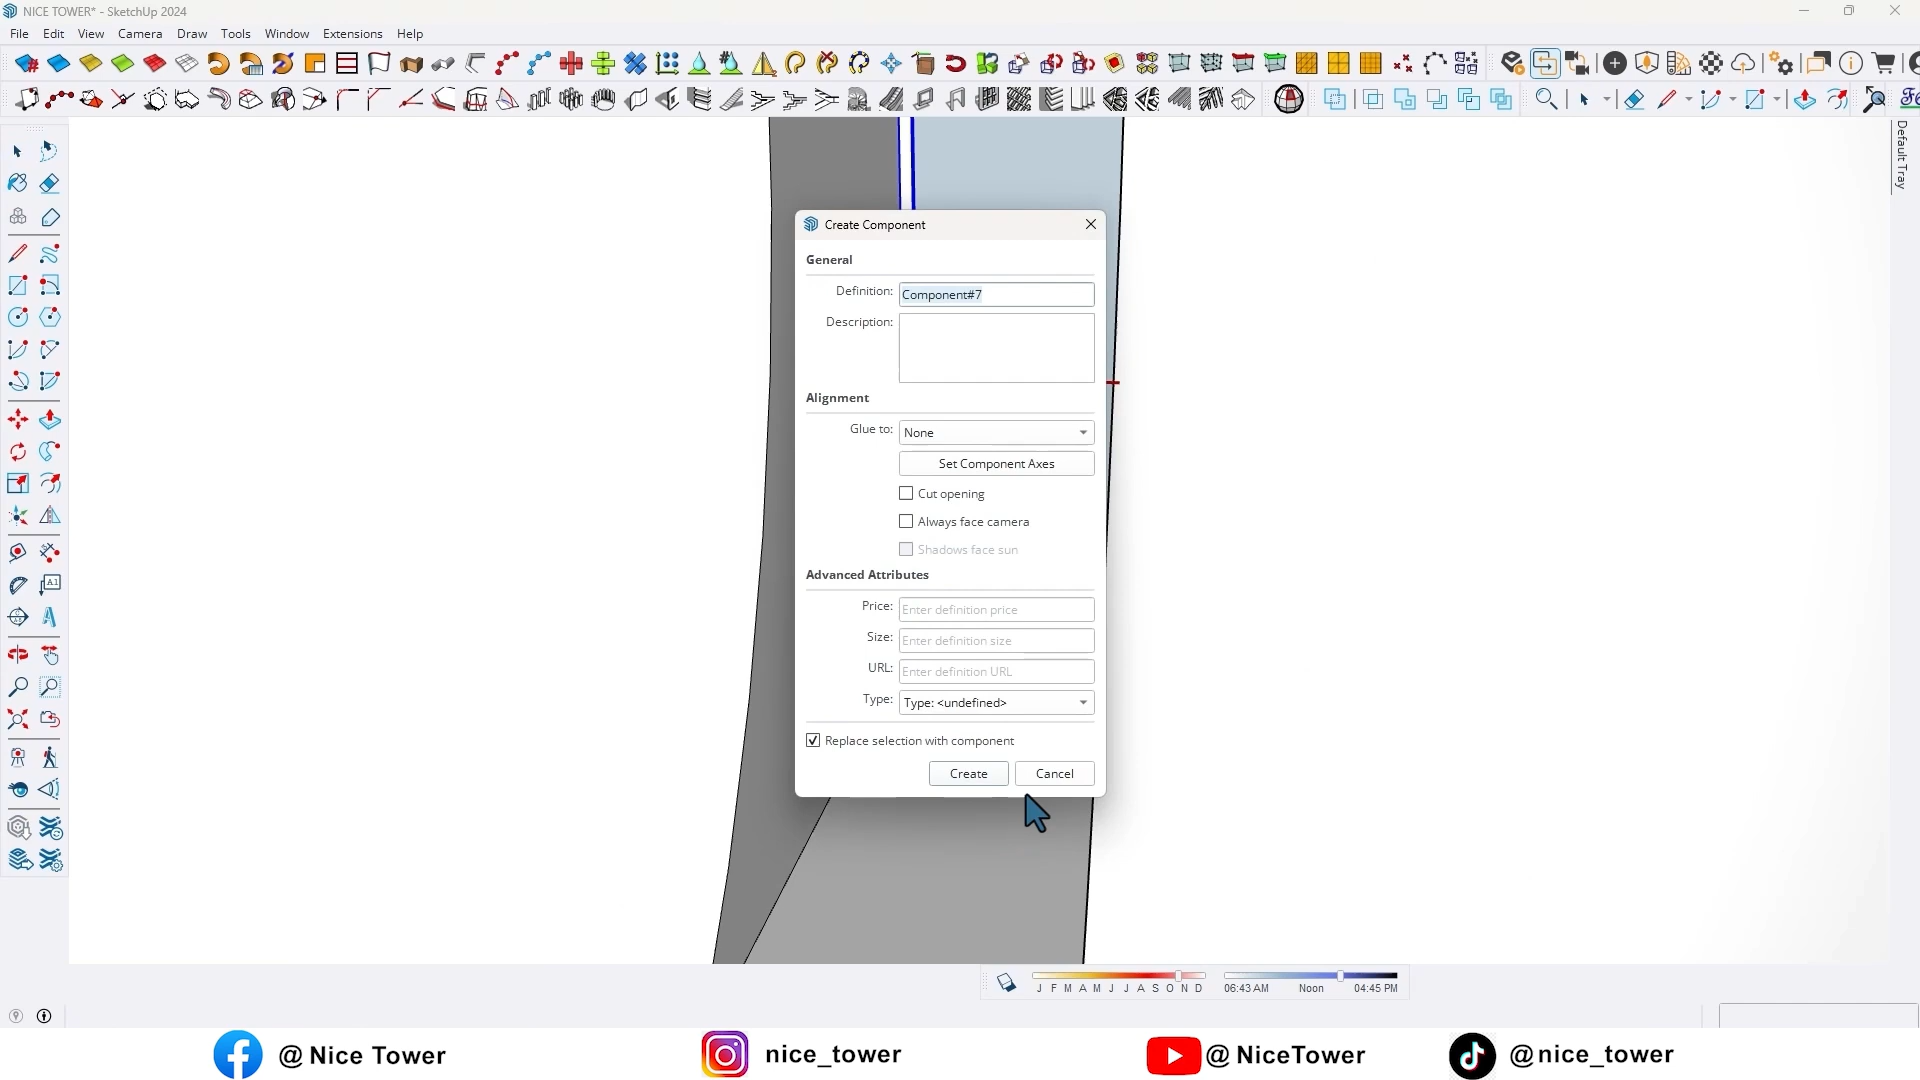 NICE TOWER* - SketchUp 2024
File Edit View Camera Draw Tools Window Extensions Help
Default Tray
Create Component
General
Definition: Component#7
Description:
Alignment
Glue to: None
Set Component Axes
Cut opening
Always face camera
Shadows face sun
Advanced Attributes
Price: Enter definition price
Size: Enter definition size
URL: Enter definition URL
Type: Type: <undefined>
Replace selection with component
Create Cancel
J F M A M J J A S O N D 06:43 AM Noon 04:45 PM
@ Nice Tower nice_tower @ NiceTower @nice_tower